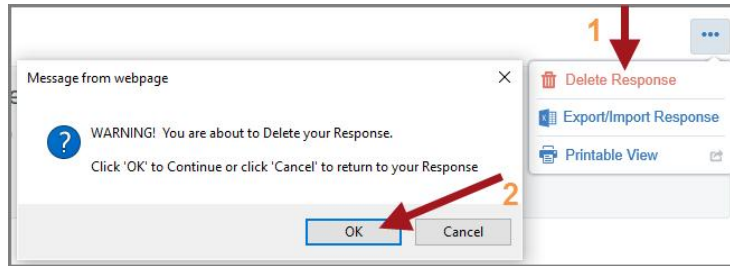 1
•••
Message from webpage
Delete Response
e
WARNING! You are about to Delete your Response.
Export/Import Response
Click 'OK' to Continue or click 'Cancel' to return to your Response
Printable View
2
OK
Cancel